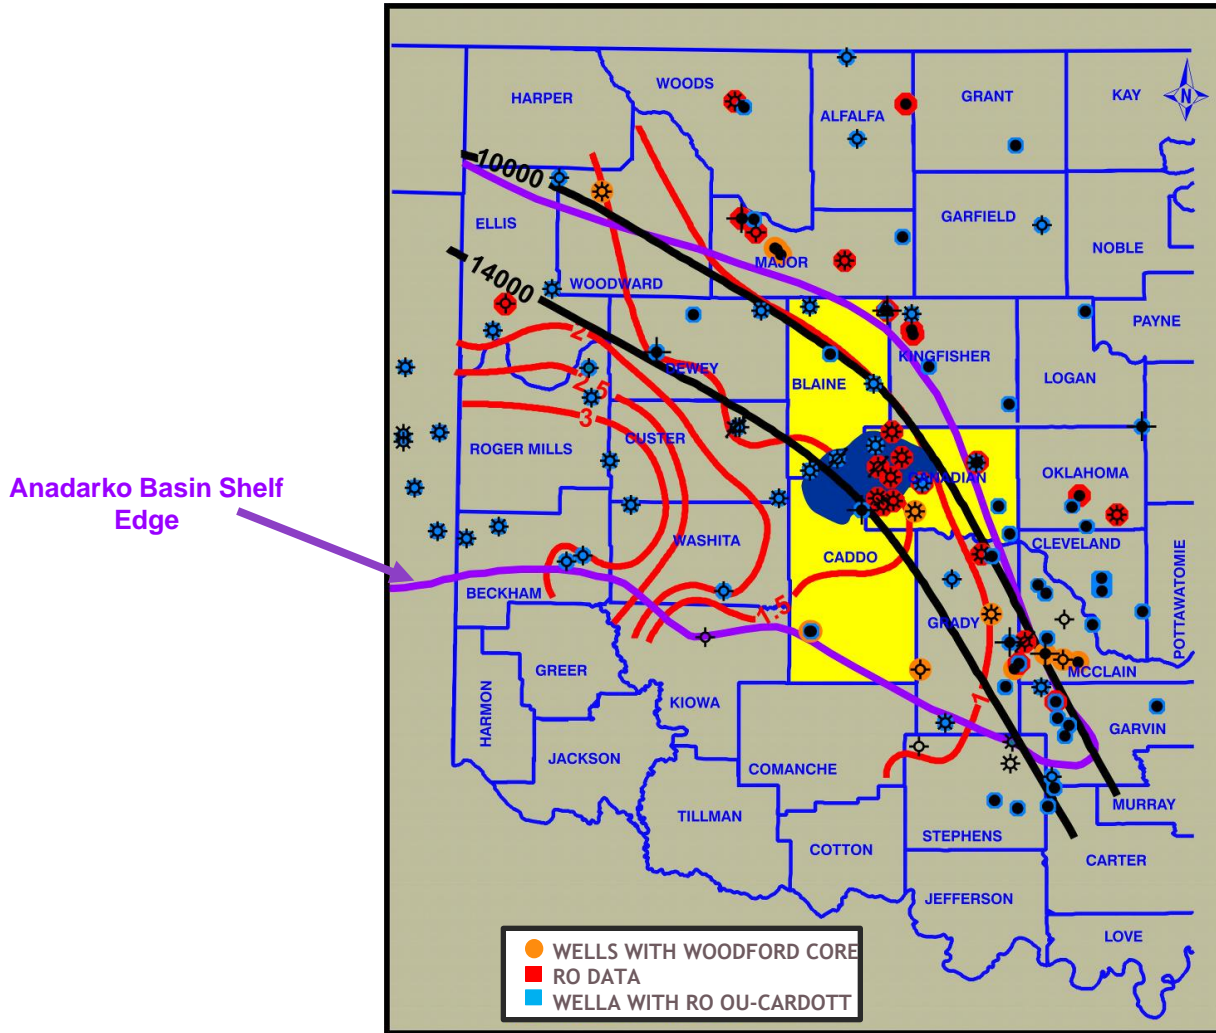 WOODS
HARPER
GRANT
KAY
N
ALFALFA
10000
ELLIS
GARFIELD
NOBLE
14000
MAJOR
WOODWARD
PAYNE
2
KINGFISHER
DEWEY
BLAINE
LOGAN
2.5
3
CUSTER
ROGER MILLS
OKLAHOMA
CANADIAN
Anadarko Basin Shelf
Edge
WASHITA
CLEVELAND
CADDO
BECKHAM
1.5
GRADY
POTTAWATOMIE
GREER
MCCLAIN
KIOWA
1
HARMON
GARVIN
JACKSON
COMANCHE
MURRAY
TILLMAN
STEPHENS
COTTON
CARTER
JEFFERSON
LOVE
WELLS WITH WOODFORD CORE
RO DATA
WELLA WITH RO OU-CARDOTT